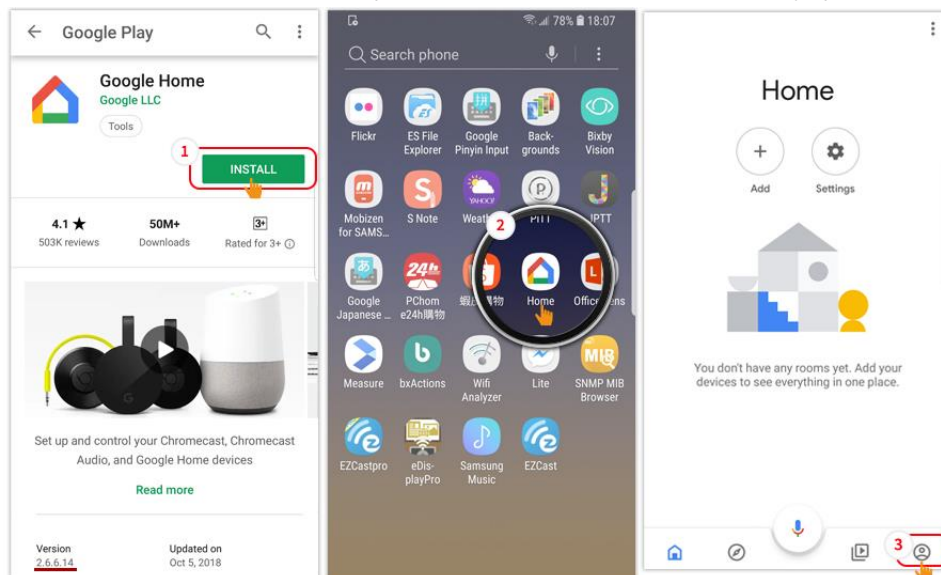 Google Play
Google Home
Google LLC
Tools
1
INSTALL
4.1 ★
503K reviews
50M+
Downloads
3+
Rated for 3+
Set up and control your Chromecast, Chromecast
Audio, and Google Home devices
Read more
Version
2.6.6.14
Updated on
Oct 5, 2018
78% 18:07
Search phone
Flickr
ES File
Explorer
Google
Pinyin Input
Back-
grounds
Bixby
Vision
Mobizen
for SAMS...
S Note
YAHOO!
2
PITT
JPTT
Google
Japanese ...
24h
PChom
e24h購物
Home
Measure
bxActions
Wifi
Analyzer
Lite
MIB
SNMP MIB
Browser
EZCastpro
eDis-
playPro
Samsung
Music
EZCast
Home
Add
Settings
You don't have any rooms yet. Add your
devices to see everything in one place.
3